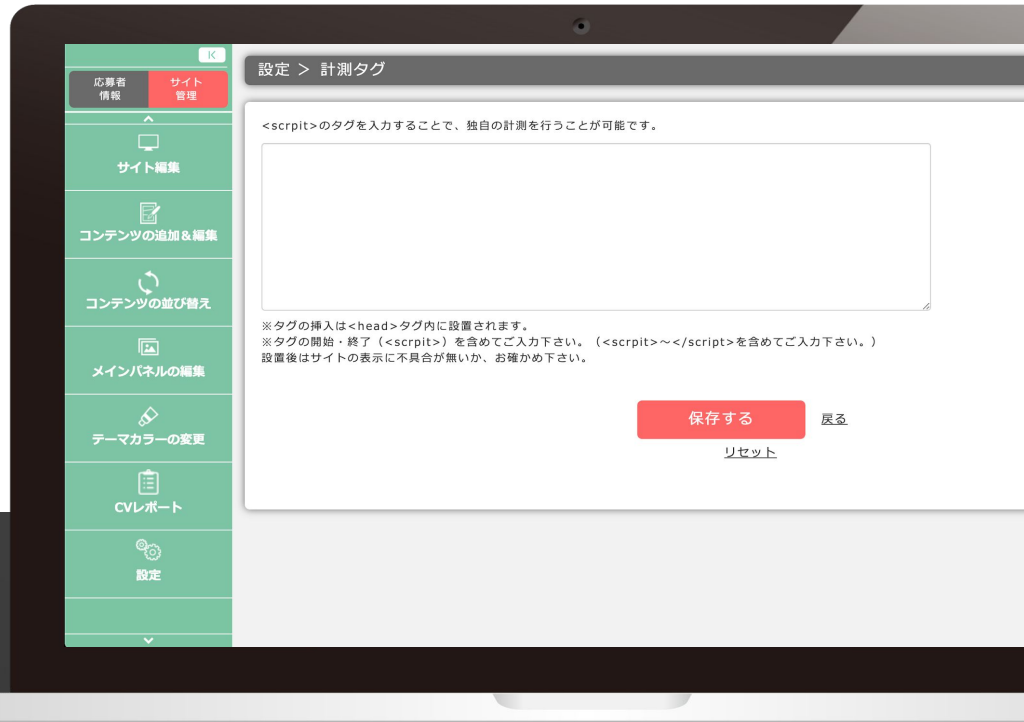 応募者
情報
サイト
管理
サイト編集
コンテンツの追加＆編集
コンテンツの並び替え
メインパネルの編集
テーマカラーの変更
CVレポート
設定
設定 ＞ 計測タグ
<scrpit>のタグを入力することで、独自の計測を行うことが可能です。
※タグの挿入は<head>タグ内に設置されます。
※タグの開始・終了（<scrpit>）を含めてご入力下さい。（<scrpit>～</script>を含めてご入力下さい。）
設置後はサイトの表示に不具合が無いか、お確かめ下さい。
保存する
戻る
リセット